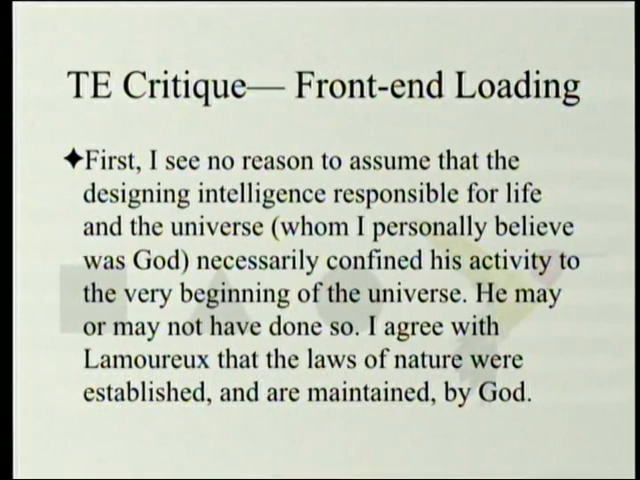 TE Critique— Front-end Loading
✦First, I see no reason to assume that the
designing intelligence responsible for life
and the universe (whom I personally believe
was God) necessarily confined his activity to
the very beginning of the universe. He may
or may not have done so. I agree with
Lamoureux that the laws of nature were
established, and are maintained, by God.